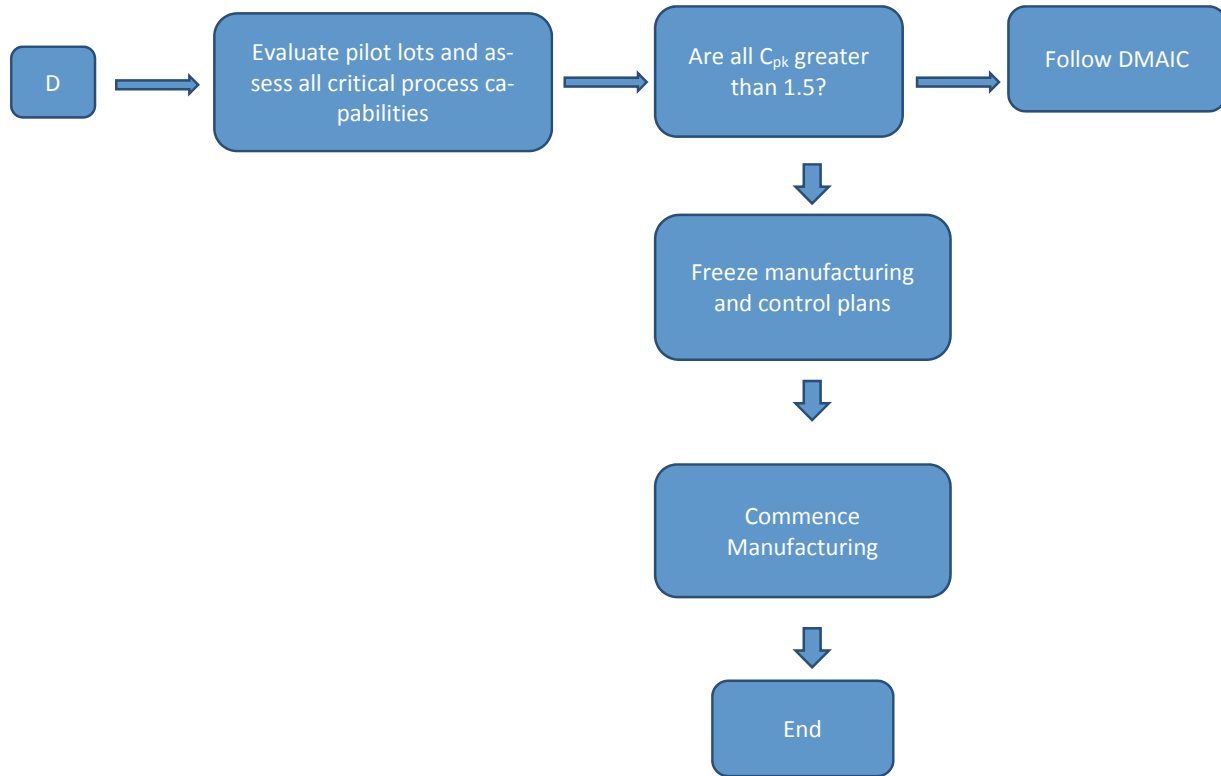 D
Evaluate pilot lots and as-
sess all critical process ca-
pabilities
Are all Cpk greater
than 1.5?
Follow DMAIC
Freeze manufacturing
and control plans
Commence
Manufacturing
End